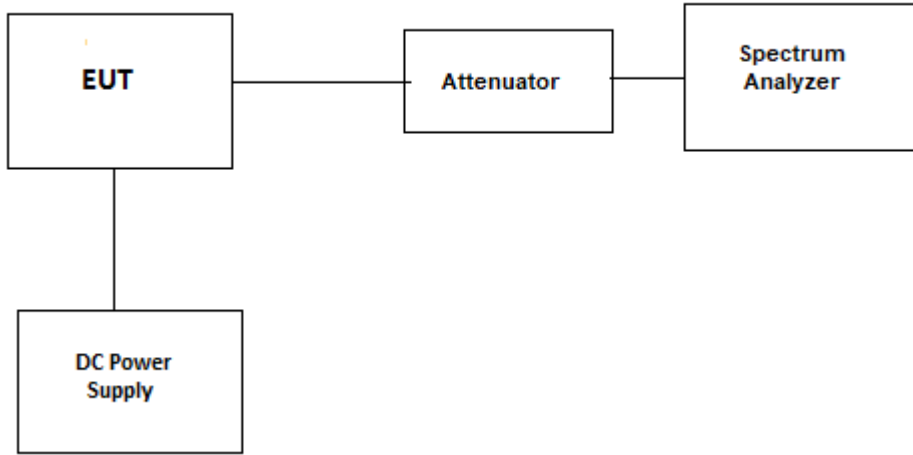 EUT
Attenuator
Spectrum
Analyzer
DC Power
Supply